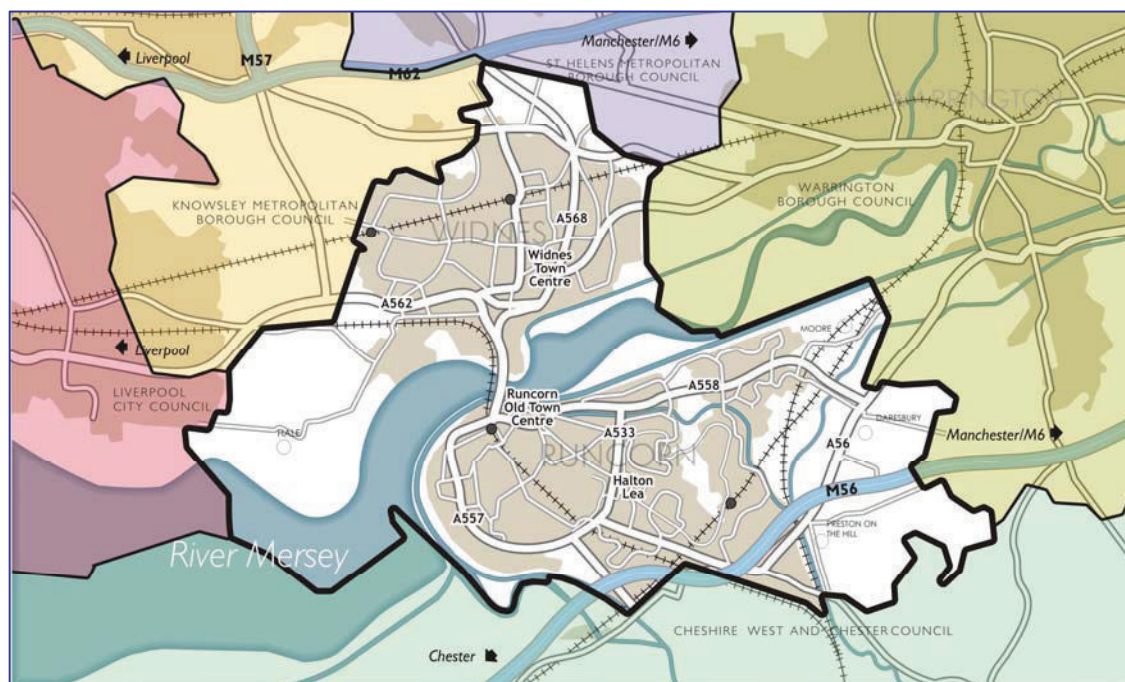 Liverpool
M57
M62
Manchester/M6
ST HELENS METROPOLITAN
BOROUGH COUNCIL
WARRINGTON
KNOWSLEY METROPOLITAN
BOROUGH COUNCIL
WARRINGTON
BOROUGH COUNCIL
WIDNES
A568
Widnes
Town
Centre
A562
Liverpool
MOORE
LIVERPOOL
CITY COUNCIL
Runcorn
Old Town
Centre
A558
HALE
A533
DARESBURY
A56
Manchester/M6
RUNCORN
Halton
Lea
M56
A557
PRESTON ON
THE HILL
River Mersey
CHESHIRE WEST AND CHESTER COUNCIL
Chester